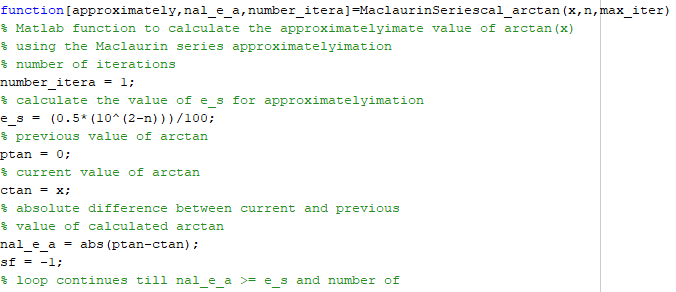 function[approximately,nal_e_a,number_itera]=MaclaurinSeriescal_arctan(x,n,max_iter)
% Matlab function to calculate the approximatelyimate value of arctan(x)
% using the Maclaurin series approximatelyimation
% number of iterations
number_itera = 1;
% calculate the value of e_s for approximatelyimation
e_s = (0.5*(10^(2-n)))/100;
% previous value of arctan
ptan = 0;
% current value of arctan
ctan = x;
% absolute difference between current and previous
% value of calculated arctan
nal_e_a = abs(ptan-ctan);
sf = -1;
% loop continues till nal_e_a >= e_s and number of